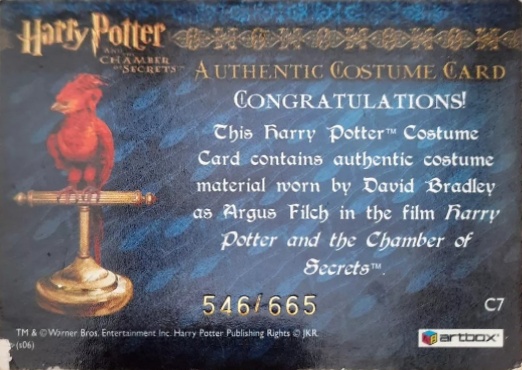 Harry Potter
AND THE
CHAMBER
OF SECRETS™
AUTHENTIC COSTUME CARD
CONGRATULATIONS!
This Harry Potter™ Costume
Card contains authentic costume
material worn by David Bradley
as Argus Filch in the film Harry
Potter and the Chamber of
Secrets™.
546/665
C7
TM & © Warner Bros. Entertainment Inc. Harry Potter Publishing Rights © JKR.
(s06)
artbox